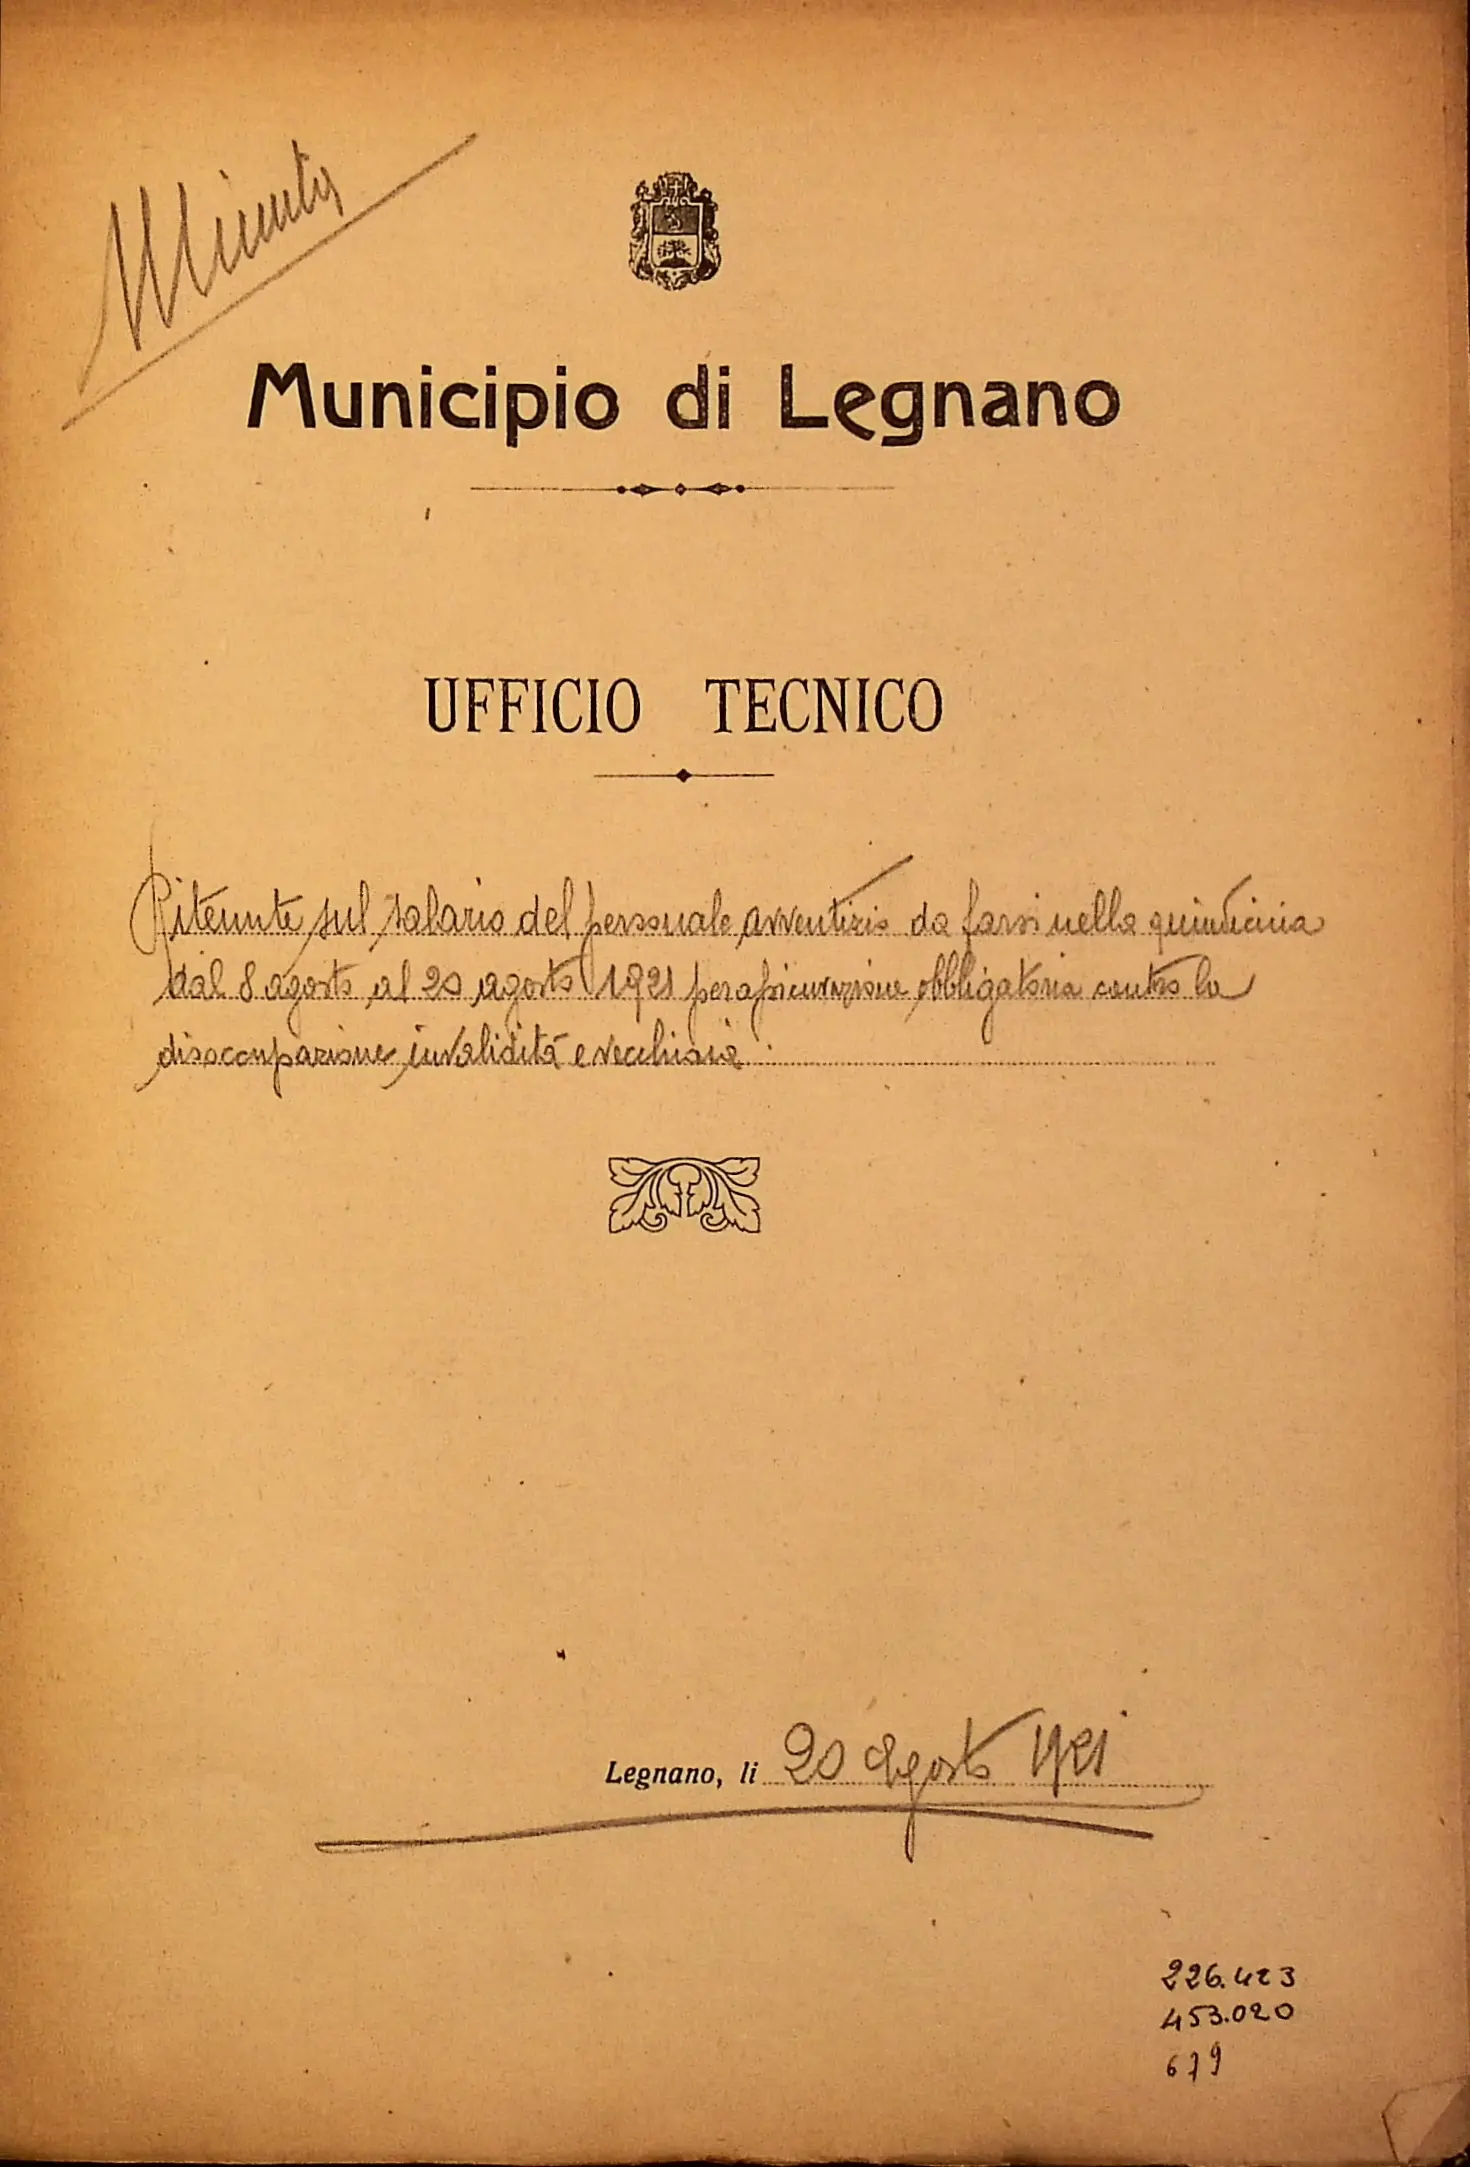 Minuta
Municipio di Legnano
UFFICIO TECNICO
Ritenute sul salario del personale avventizio da farsi nella quindicina
dal 8 agosto al 20 agosto 1921 per assicurazione obbligatoria contro la
disoccupazione, invalidità e vecchiaia.
Legnano, li 20 Agosto 1921
226.423
453.020
679